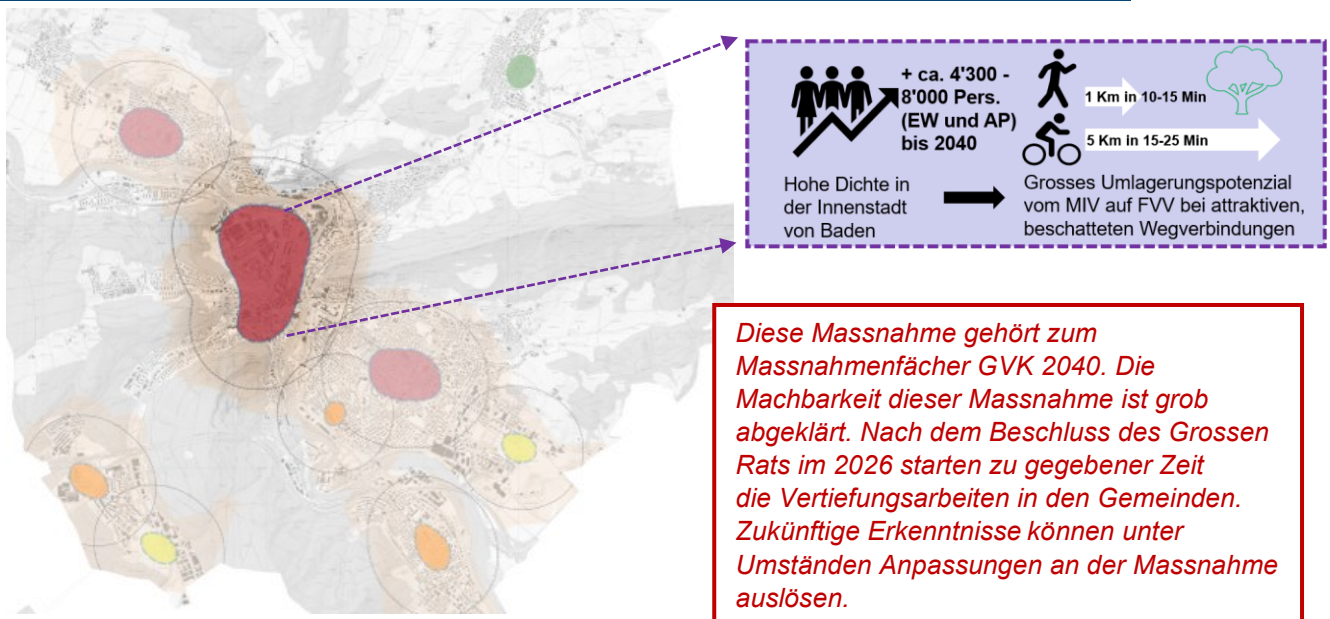 + ca. 4'300 -
8'000 Pers.
(EW und AP)
bis 2040
1 Km in 10-15 Min
5 Km in 15-25 Min
Hohe Dichte in
der Innenstadt
von Baden
Grosses Umlagerungspotenzial
vom MIV auf FVV bei attraktiven,
beschatteten Wegverbindungen
Diese Massnahme gehört zum
Massnahmenfächer GVK 2040. Die
Machbarkeit dieser Massnahme ist grob
abgeklärt. Nach dem Beschluss des Grossen
Rats im 2026 starten zu gegebener Zeit
die Vertiefungsarbeiten in den Gemeinden.
Zukünftige Erkenntnisse können unter
Umständen Anpassungen an der Massnahme
auslösen.